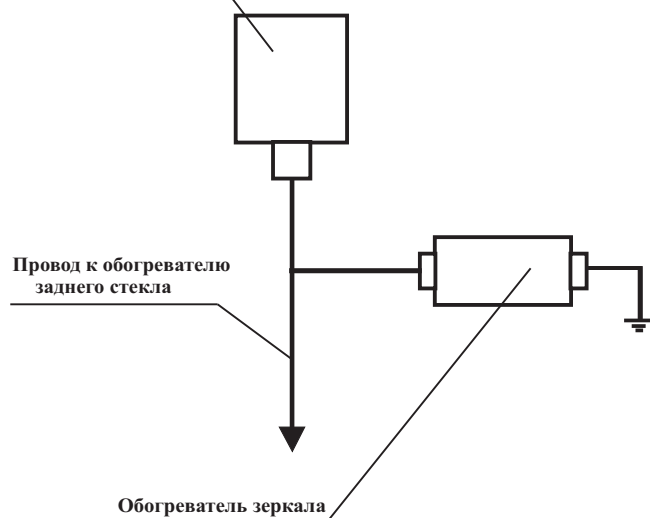 Провод к обогревателю
заднего стекла
Обогреватель зеркала